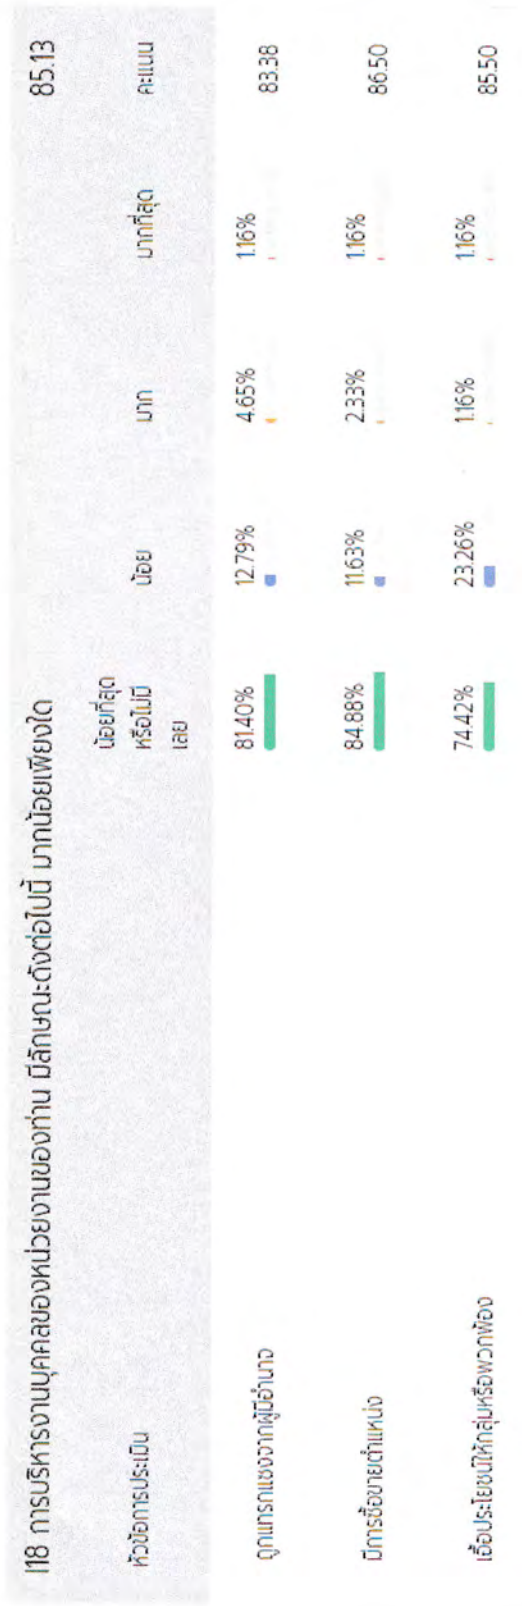 I18 การบริหารงานบุคคลของหน่วยงานของท่าน มีลักษณะดังต่อไปนี้ มากน้อยเพียงใด 85.13
หัวข้อการประเมิน น้อยที่สุดหรือไม่มีเลย น้อย มาก มากที่สุด คะแนน
ถูกแทรกแซงจากผู้มีอำนาจ 81.40% 12.79% 4.65% 1.16% 83.38
มีการซื้อขายตำแหน่ง 84.88% 11.63% 2.33% 1.16% 86.50
เอื้อประโยชน์ให้กลุ่มหรือพวกพ้อง 74.42% 23.26% 1.16% 1.16% 85.50